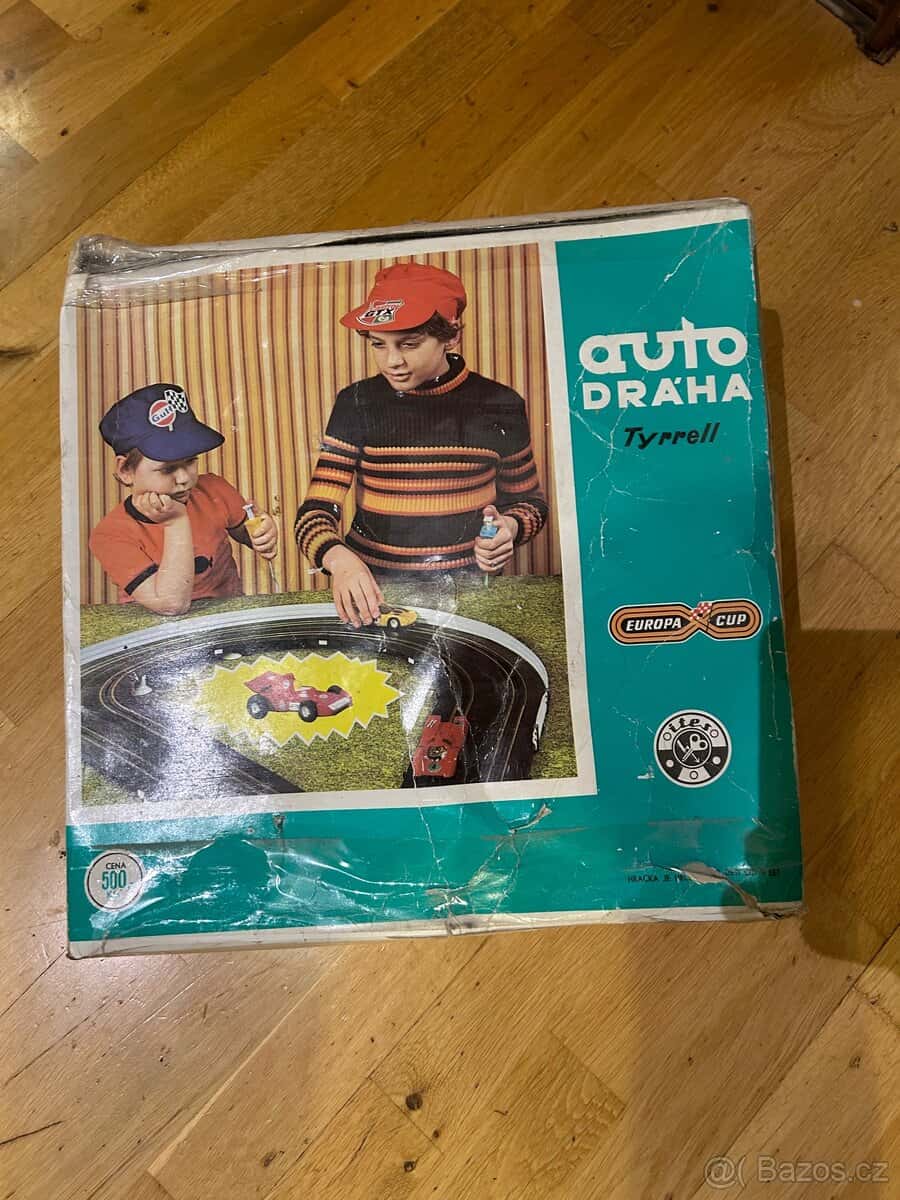 auto
DRÁHA
Tyrrell
GTX
Gulf
EUROPA CUP
ites
CENA
500
HRAČKA JE
@( Bazos.cz